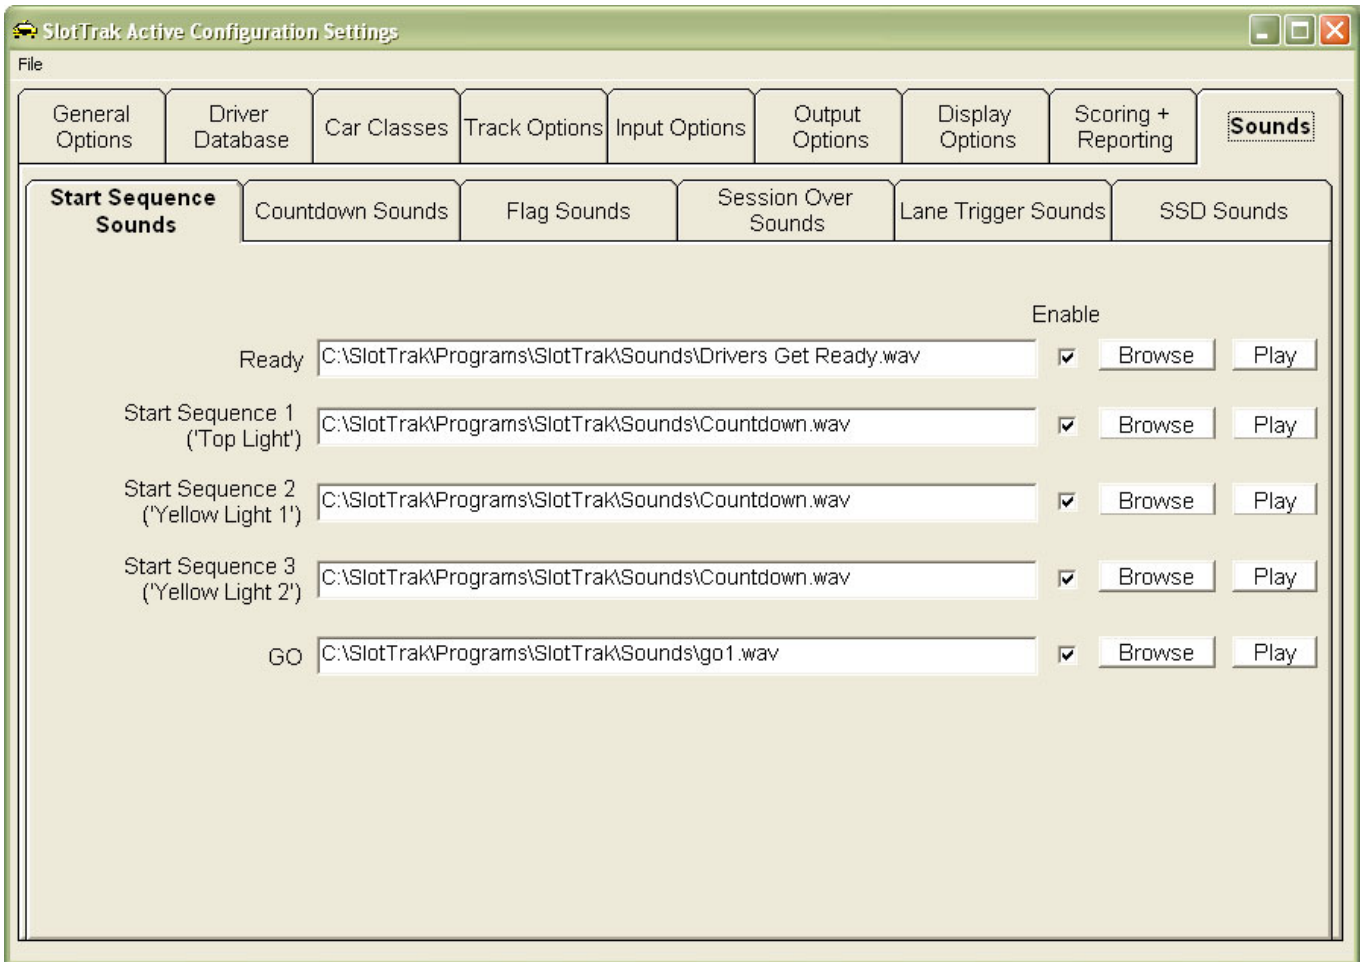 SlotTrak Active Configuration Settings
File
General Options
Driver Database
Car Classes
Track Options
Input Options
Output Options
Display Options
Scoring + Reporting
Sounds
Start Sequence Sounds
Countdown Sounds
Flag Sounds
Session Over Sounds
Lane Trigger Sounds
SSD Sounds
Enable
Ready C:\SlotTrak\Programs\SlotTrak\Sounds\Drivers Get Ready.wav Browse Play
Start Sequence 1
('Top Light') C:\SlotTrak\Programs\SlotTrak\Sounds\Countdown.wav Browse Play
Start Sequence 2
('Yellow Light 1') C:\SlotTrak\Programs\SlotTrak\Sounds\Countdown.wav Browse Play
Start Sequence 3
('Yellow Light 2') C:\SlotTrak\Programs\SlotTrak\Sounds\Countdown.wav Browse Play
GO C:\SlotTrak\Programs\SlotTrak\Sounds\go1.wav Browse Play